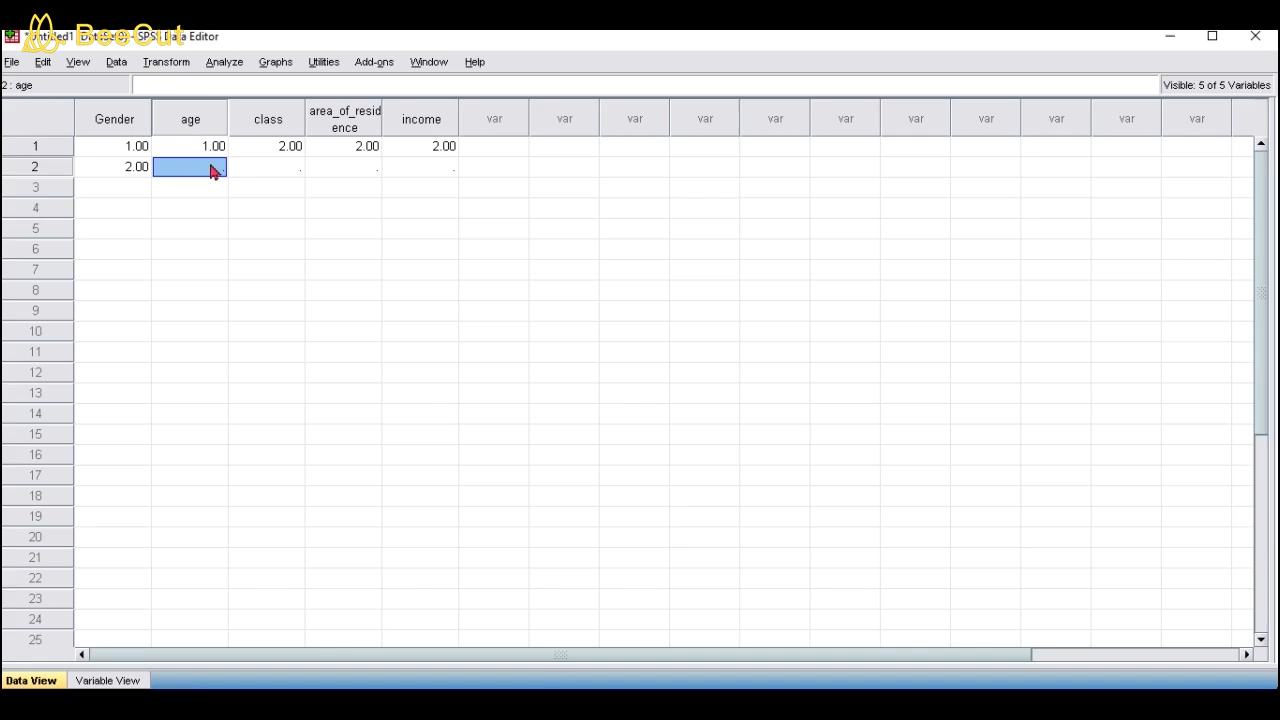 BeeCut
SPSS Data Editor
File Edit View Data Transform Analyze Graphs Utilities Add-ons Window Help
2 : age
Visible: 5 of 5 Variables
Gender age class area_of_resid income var var var var var var var var var var var
ence
1 1.00 1.00 2.00 2.00 2.00
2 2.00 . . . .
3
4
5
6
7
8
9
10
11
12
13
14
15
16
17
18
19
20
21
22
23
24
25
Data View Variable View